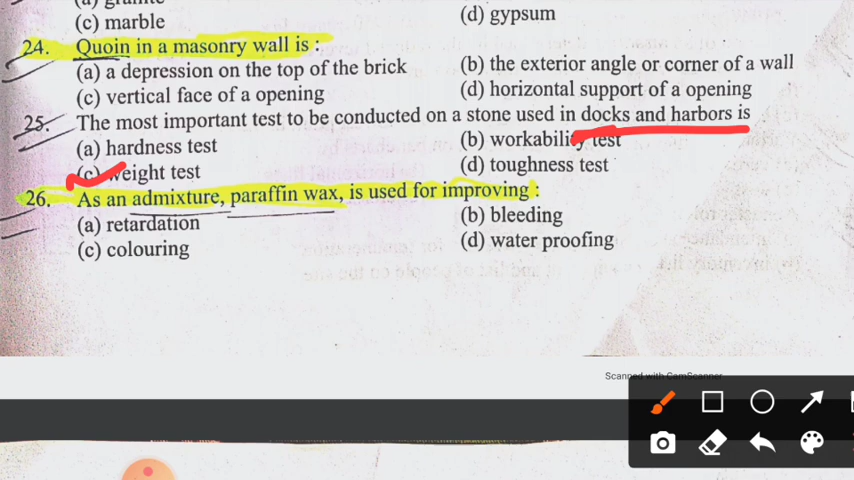 (a) granite
(c) marble
(d) gypsum
24. Quoin in a masonry wall is :
(a) a depression on the top of the brick
(b) the exterior angle or corner of a wall
(c) vertical face of a opening
(d) horizontal support of a opening
25. The most important test to be conducted on a stone used in docks and harbors is
(a) hardness test
(b) workability test
(c) weight test
(d) toughness test
26. As an admixture, paraffin wax, is used for improving :
(a) retardation
(b) bleeding
(c) colouring
(d) water proofing
Scanned with CamScanner